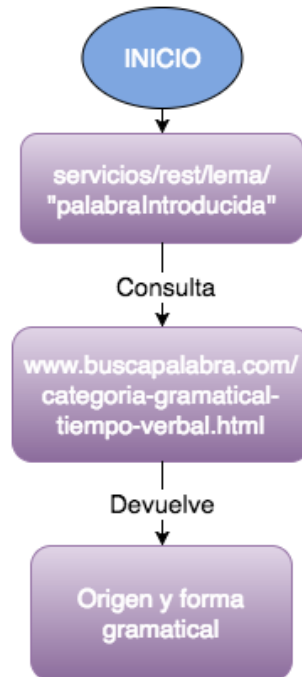 INICIO
servicios/rest/lema/
"palabraIntroducida"
Consulta
www.buscapalabra.com/
categoria-gramatical-
tiempo-verbal.html
Devuelve
Origen y forma
gramatical